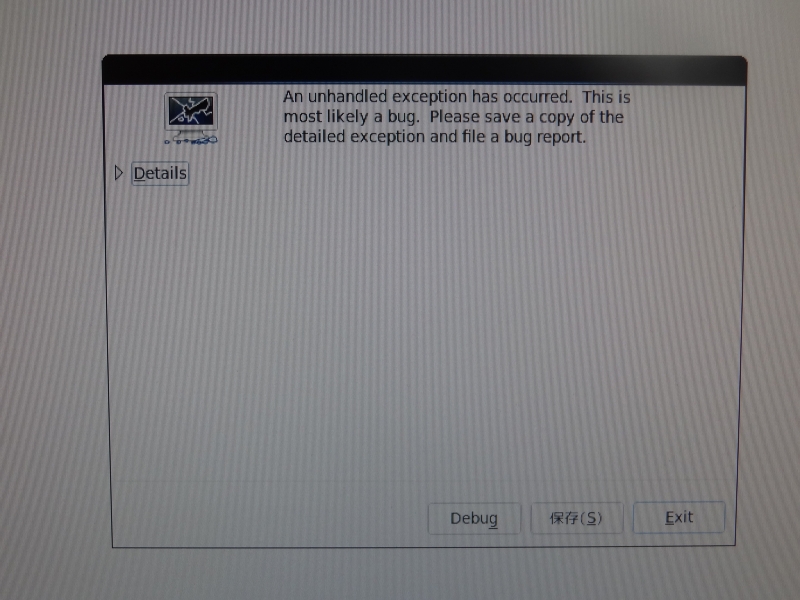 An unhandled exception has occurred.  This is
most likely a bug.  Please save a copy of the
detailed exception and file a bug report.
Details
Debug
保存(S)
Exit